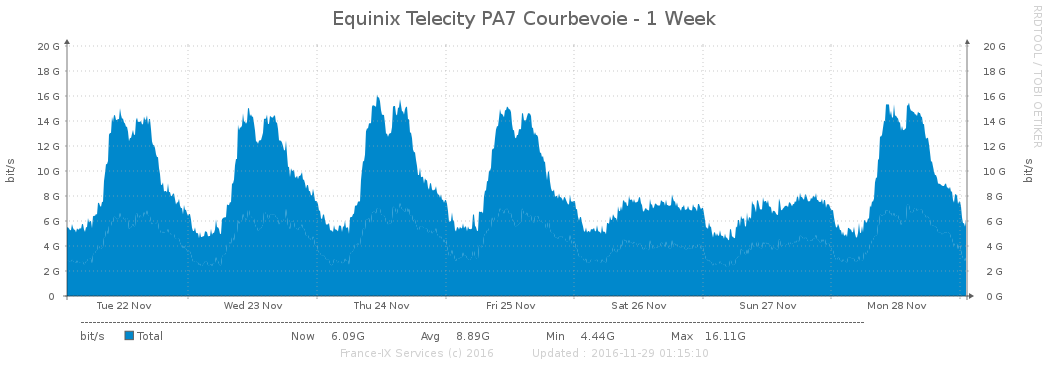 Equinix Telecity PA7 Courbevoie - 1 Week
RRDTOOL / TOBI OETIKER
bit/s
20 G
18 G
16 G
14 G
12 G
10 G
8 G
6 G
4 G
2 G
0
20 G
18 G
16 G
14 G
12 G
10 G
8 G
6 G
4 G
2 G
0 G
bit/s
Tue 22 Nov Wed 23 Nov Thu 24 Nov Fri 25 Nov Sat 26 Nov Sun 27 Nov Mon 28 Nov
bit/s Total Now 6.09G Avg 8.89G Min 4.44G Max 16.11G
France-IX Services (c) 2016 Updated : 2016-11-29 01:15:10